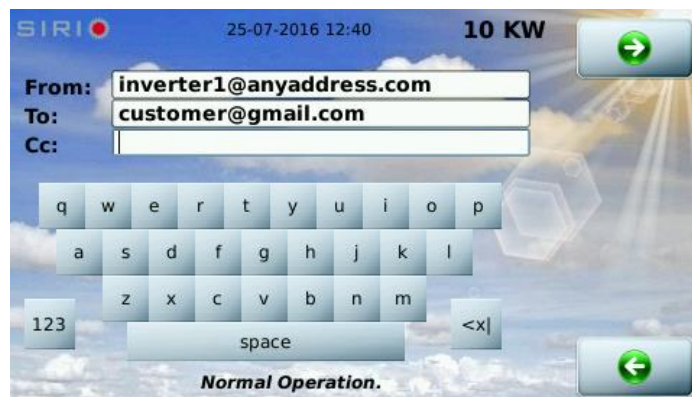 SIRIO 25-07-2016 12:40 10 KW
From: inverter1@anyaddress.com
To: customer@gmail.com
Cc:
q w e r t y u i o p
a s d f g h j k l
z x c v b n m
123 <x|
space
Normal Operation.